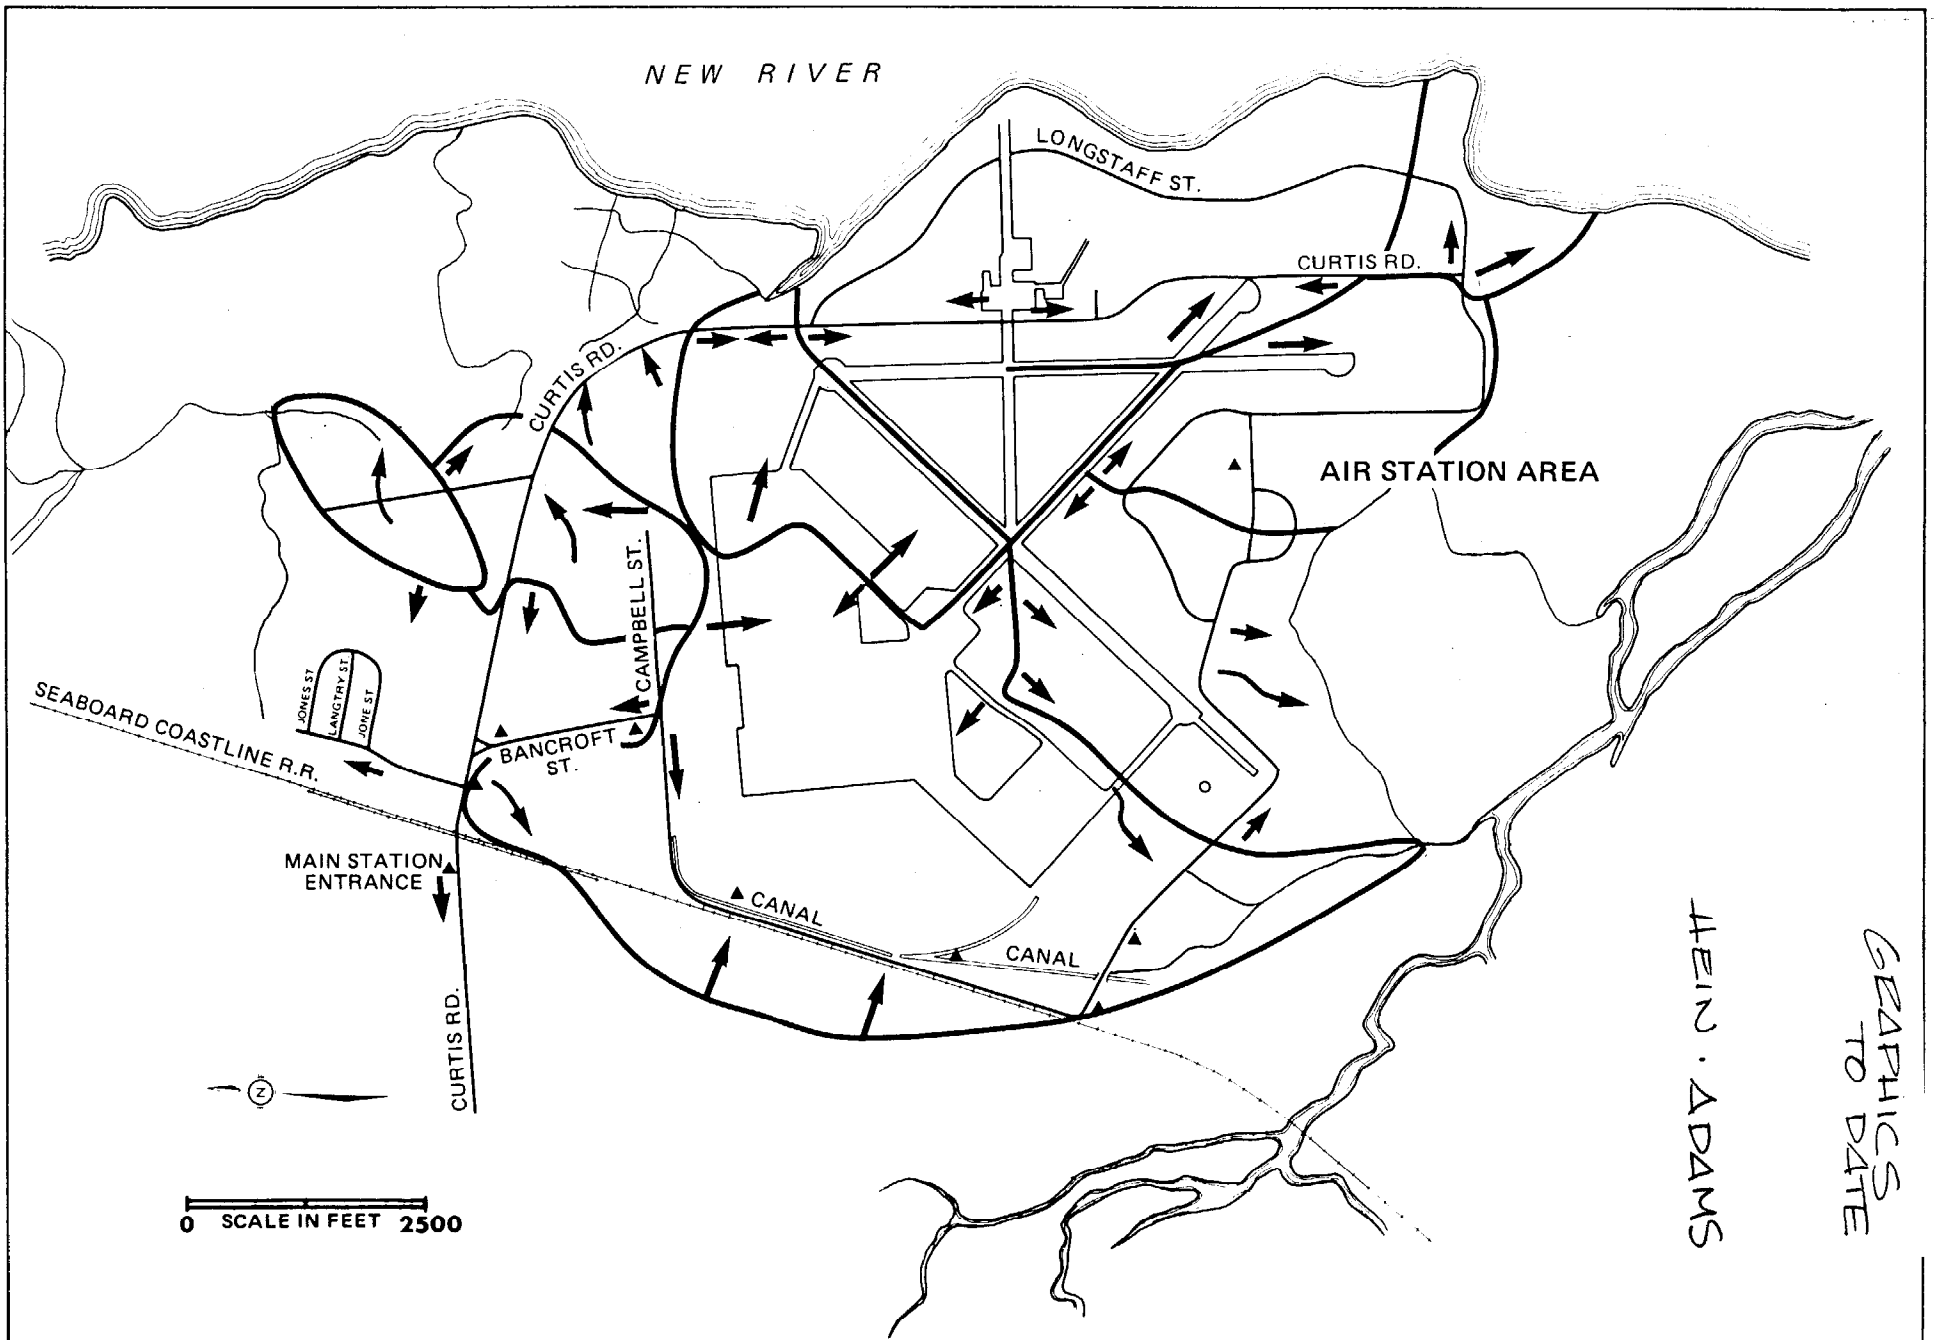 NEW RIVER
LONGSTAFF ST.
CURTIS RD.
CURTIS RD.
AIR STATION AREA
CAMPBELL ST.
JONES ST
LANGTRY ST.
JONE ST
SEABOARD COASTLINE R.R.
BANCROFT
ST.
MAIN STATION
ENTRANCE
CANAL
CANAL
CURTIS RD.
N
0 SCALE IN FEET 2500
HEIN · ADAMS
GRAPHICS
TO DATE